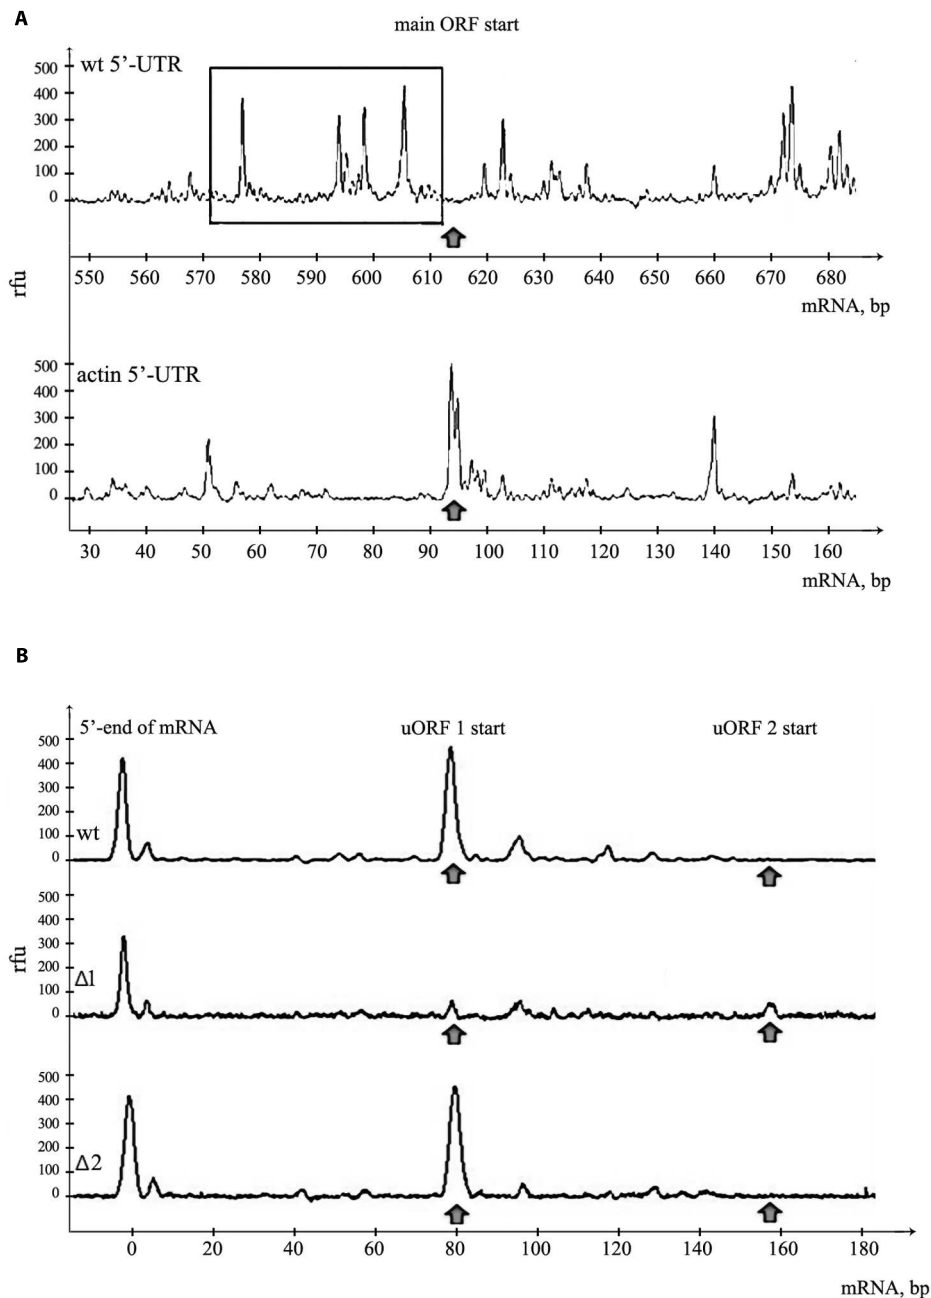 A
main ORF start
wt 5’-UTR
500
400
300
200
100
0
550 560 570 580 590 600 610 620 630 640 650 660 670 680
mRNA, bp
rfu
actin 5’-UTR
500
400
300
200
100
0
30 40 50 60 70 80 90 100 110 120 130 140 150 160
mRNA, bp
B
5’-end of mRNA uORF 1 start uORF 2 start
500
400
300
200
100
0
wt
500
400
300
200
100
0
rfu
Δ1
500
400
300
200
100
0
Δ2
0 20 40 60 80 100 120 140 160 180
mRNA, bp